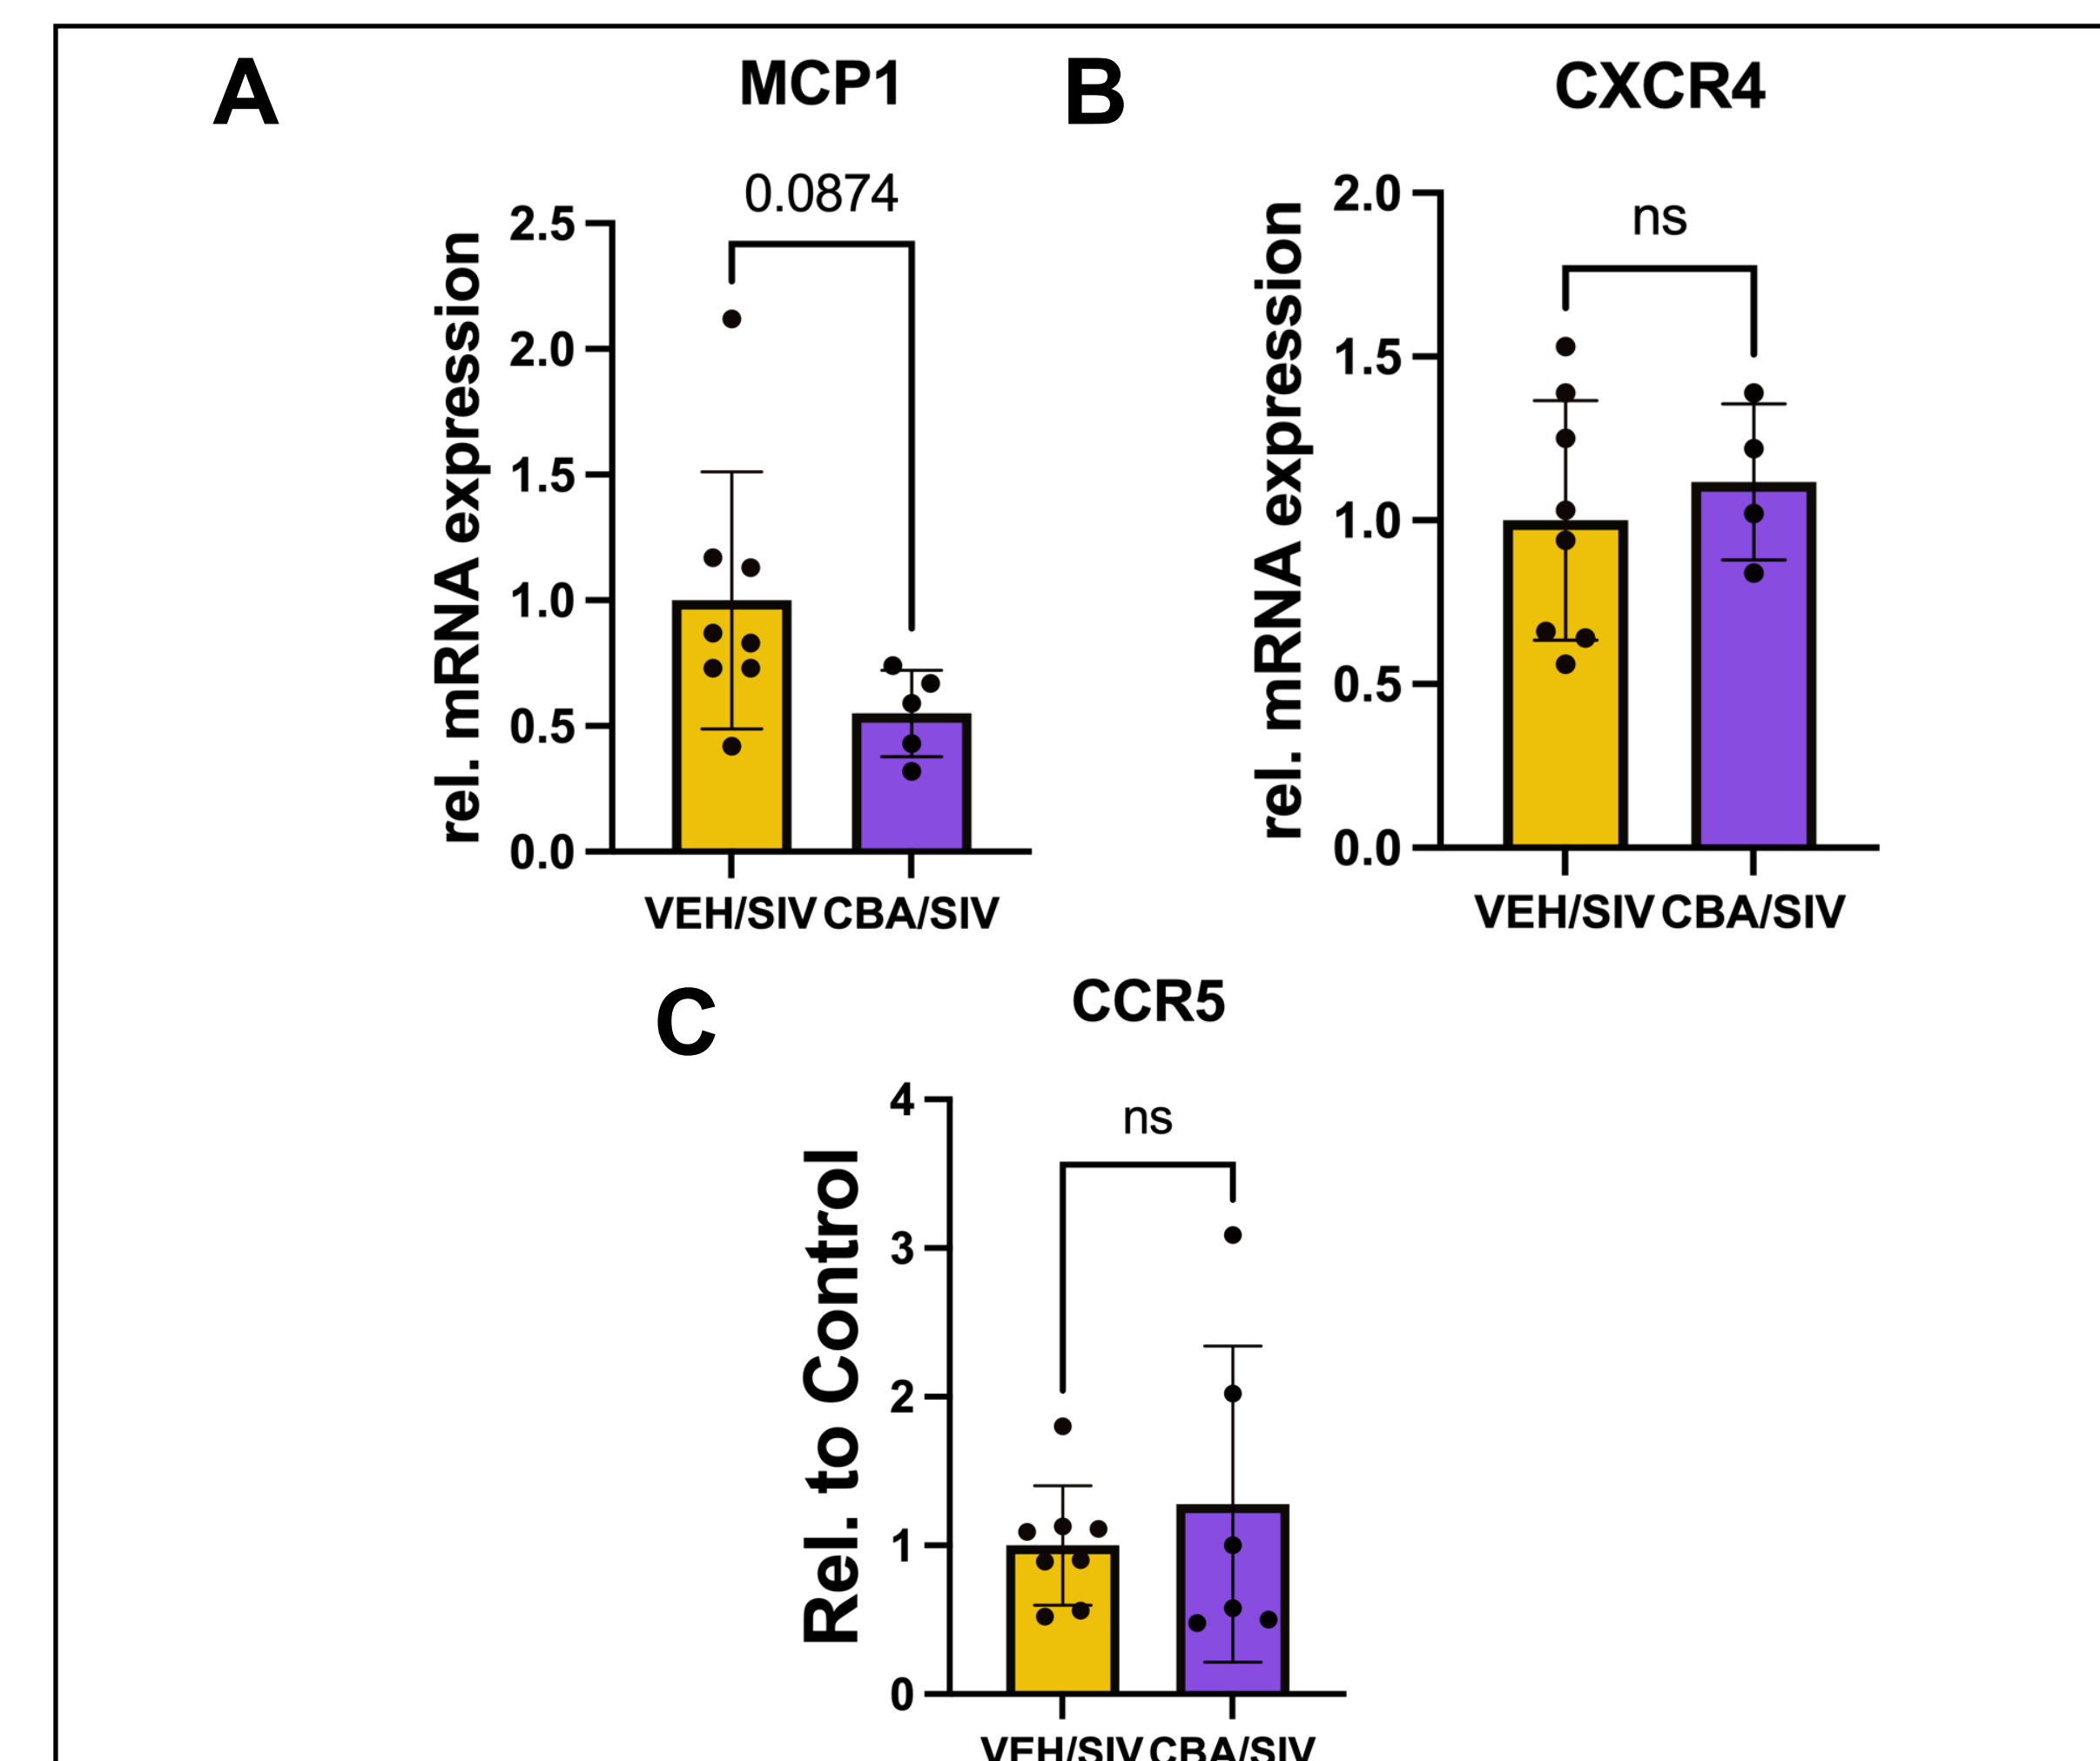 A
MCP1
0.0874
rel. mRNA expression
2.5
2.0
1.5
1.0
0.5
0.0
VEH/SIV CBA/SIV
B
CXCR4
ns
rel. mRNA expression
2.0
1.5
1.0
0.5
0.0
VEH/SIV CBA/SIV
C
CCR5
ns
Rel. to Control
4
3
2
1
0
VEH/SIV CBA/SIV